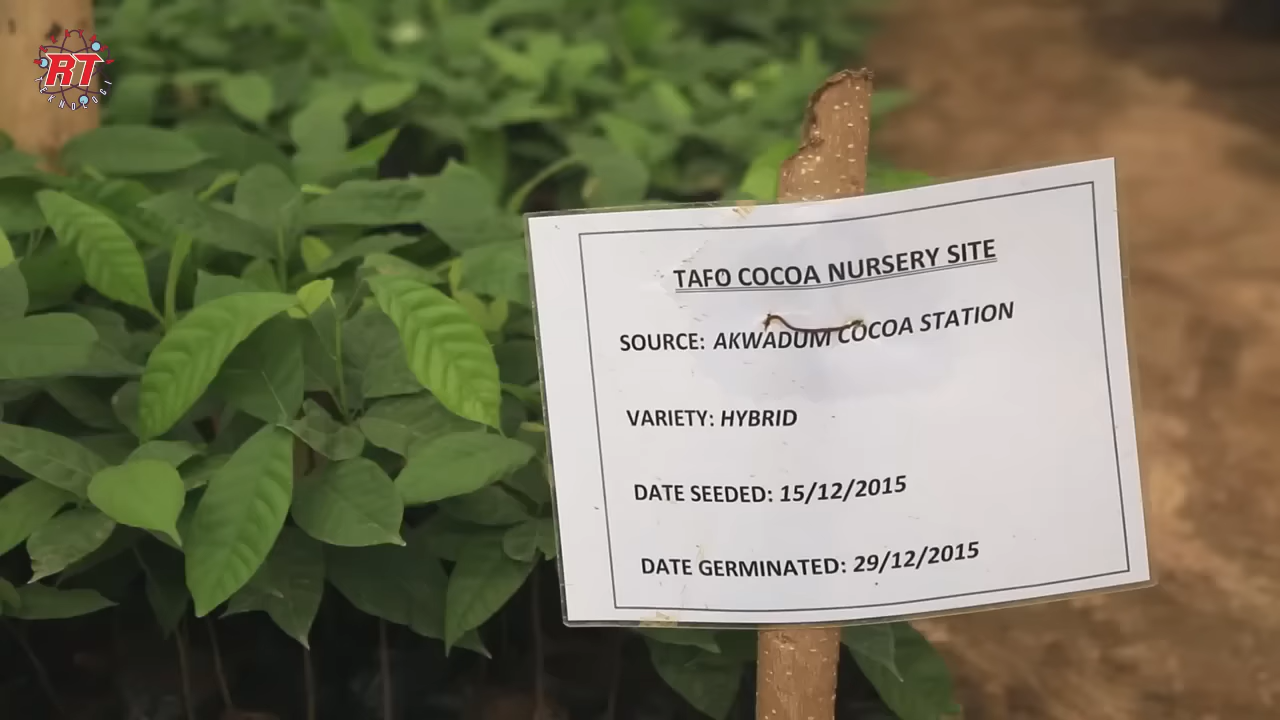 RT
TEKNOLOGI
TAFO COCOA NURSERY SITE
SOURCE: AKWADUM COCOA STATION
VARIETY: HYBRID
DATE SEEDED: 15/12/2015
DATE GERMINATED: 29/12/2015